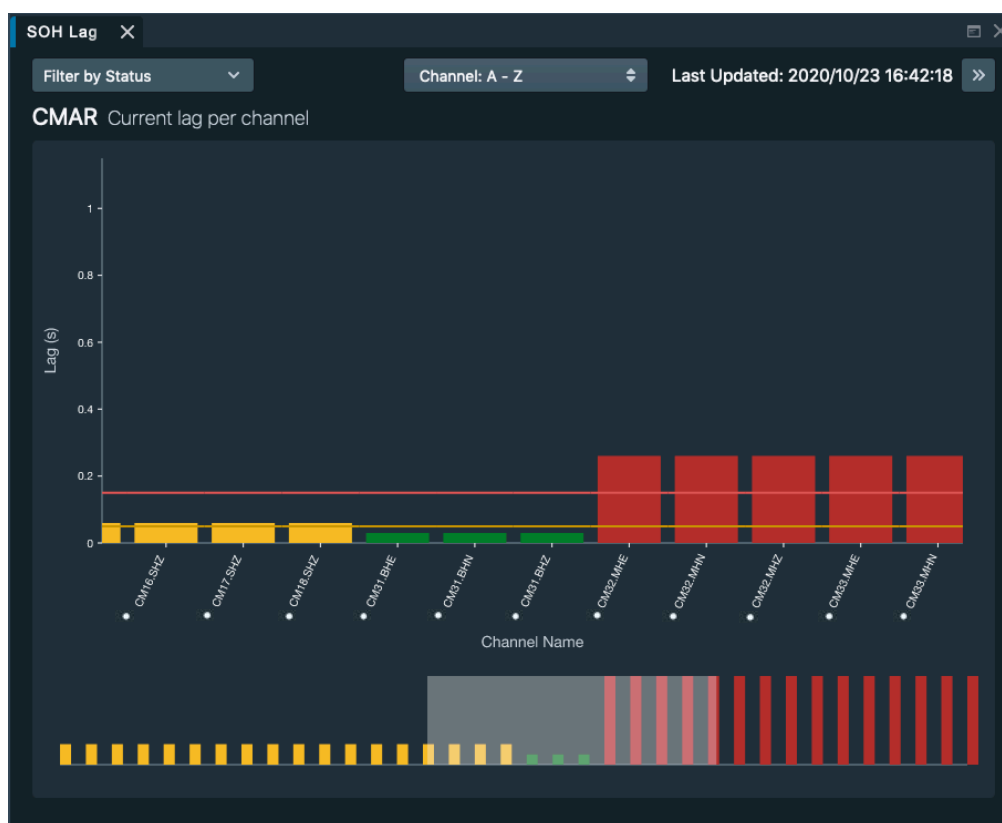 SOH Lag
Filter by Status
Channel: A - Z
Last Updated: 2020/10/23 16:42:18
CMAR Current lag per channel
1
0.8
0.6
0.4
0.2
0
Lag (s)
CM16.SHZ
CM17.SHZ
CM18.SHZ
CM31.BHE
CM31.BHN
CM31.BHZ
CM32.MHE
CM32.MHN
CM32.MHZ
CM33.MHE
CM33.MHN
Channel Name